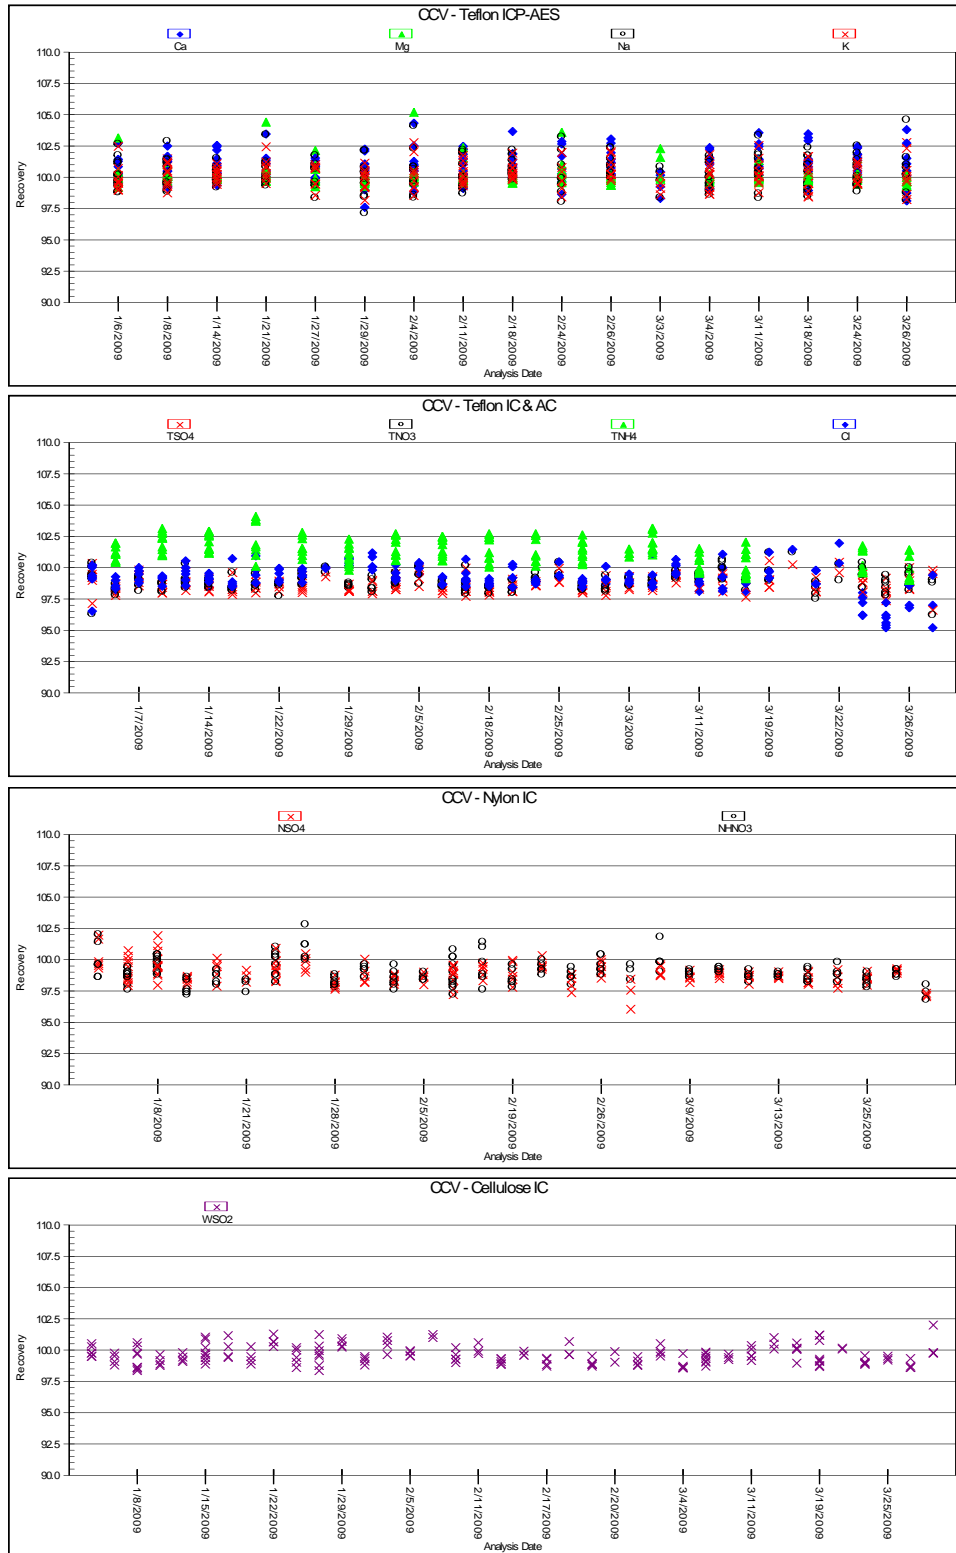 CCV - Teflon ICP-AES
Ca Mg Na K
110.0
107.5
105.0
102.5
100.0
97.5
95.0
92.5
90.0
Recovery
1/6/2009 1/8/2009 1/14/2009 1/21/2009 1/27/2009 1/29/2009 2/4/2009 2/11/2009 2/18/2009 2/24/2009 2/26/2009 3/3/2009 3/4/2009 3/11/2009 3/18/2009 3/24/2009 3/26/2009
Analysis Date
CCV - Teflon IC & AC
TSO4 TNO3 TNH4 Cl
110.0
107.5
105.0
102.5
100.0
97.5
95.0
92.5
90.0
Recovery
1/7/2009 1/14/2009 1/22/2009 1/29/2009 2/5/2009 2/18/2009 2/25/2009 3/3/2009 3/11/2009 3/19/2009 3/22/2009 3/26/2009
Analysis Date
CCV - Nylon IC
NSO4 NHNO3
110.0
107.5
105.0
102.5
100.0
97.5
95.0
92.5
90.0
Recovery
1/8/2009 1/21/2009 1/28/2009 2/5/2009 2/19/2009 2/26/2009 3/9/2009 3/13/2009 3/25/2009
Analysis Date
CCV - Cellulose IC
WSO2
110.0
107.5
105.0
102.5
100.0
97.5
95.0
92.5
90.0
Recovery
1/8/2009 1/15/2009 1/22/2009 1/29/2009 2/5/2009 2/11/2009 2/17/2009 2/20/2009 3/4/2009 3/11/2009 3/19/2009 3/25/2009
Analysis Date